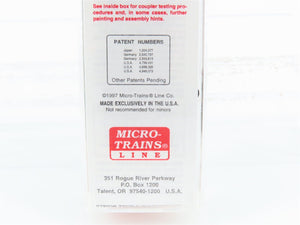 See inside box for coupler testing pro-
cedures and, in some cases, further
painting and assembly hints.
PATENT NUMBERS
Japan
Germany
Germany
U.S.A.
U.S.A.
U.S.A.
Other Patents Pending
©1997 Micro-Trains® Line Co.
MADE EXCLUSIVELY IN THE U.S.A.
Not recommended for minors
MICRO-
TRAINS®
LINE
351 Rogue River Parkway
P.O. Box 1200
Talent, OR 97540-1200 U.S.A.